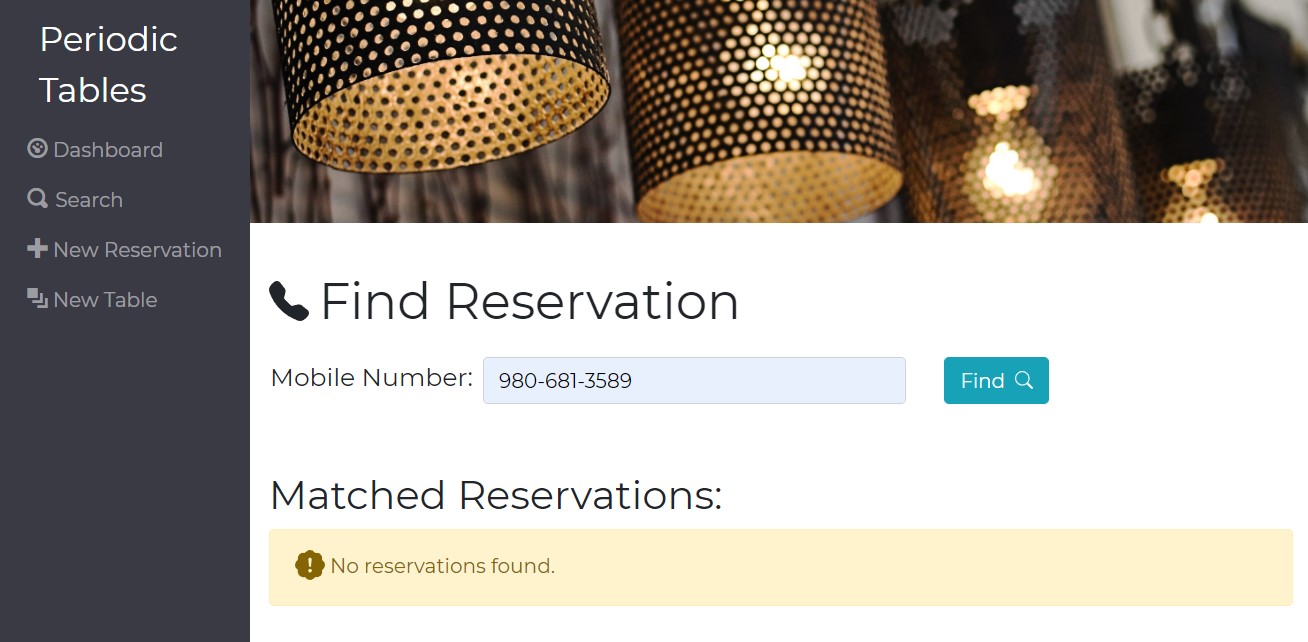 Periodic
Tables
Dashboard
Search
New Reservation
New Table
Find Reservation
Mobile Number: 980-681-3589 Find
Matched Reservations:
No reservations found.